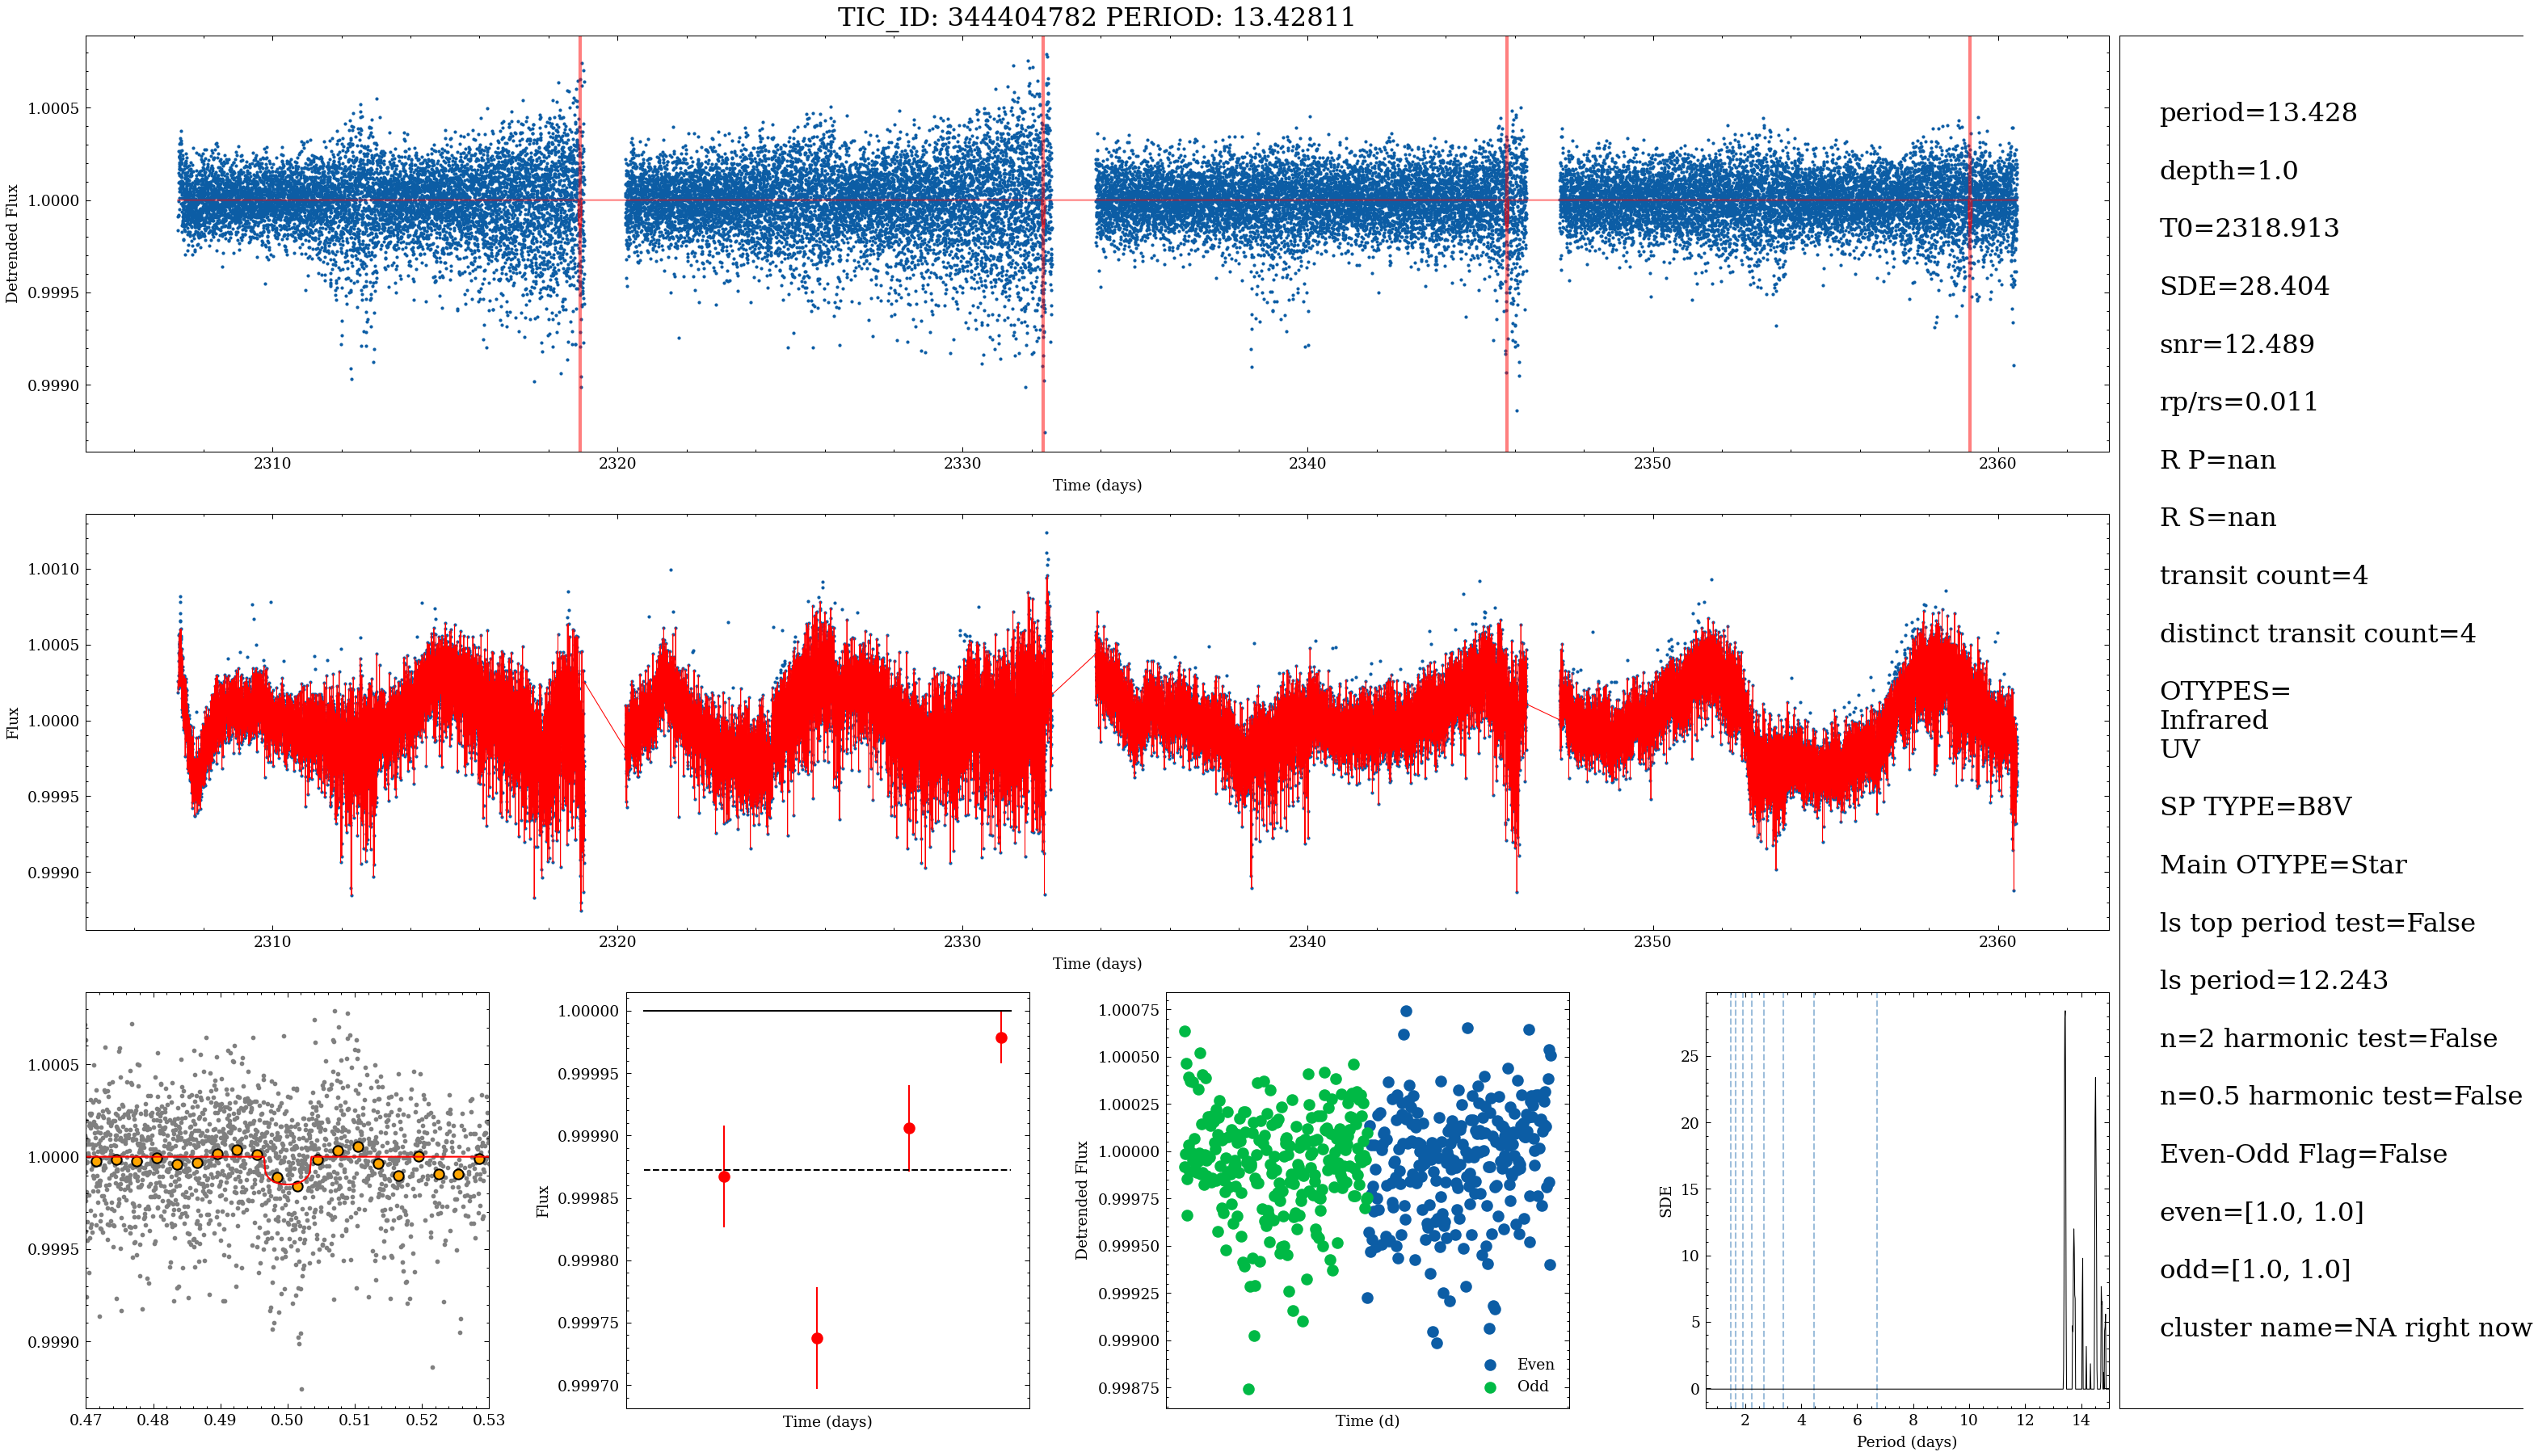 TIC_ID: 344404782 PERIOD: 13.42811
Detrended Flux
1.0005
1.0000
0.9995
0.9990
2310 2320 2330 2340 2350 2360
Time (days)
Flux
1.0010
1.0005
1.0000
0.9995
0.9990
2310 2320 2330 2340 2350 2360
Time (days)
1.0005
1.0000
0.9995
0.9990
0.47 0.48 0.49 0.50 0.51 0.52 0.53
Flux
1.00000
0.99995
0.99990
0.99985
0.99980
0.99975
0.99970
Time (days)
Detrended Flux
1.00075
1.00050
1.00025
1.00000
0.99975
0.99950
0.99925
0.99900
0.99875
Even
Odd
Time (d)
SDE
25
20
15
10
5
0
2 4 6 8 10 12 14
Period (days)
period=13.428
depth=1.0
T0=2318.913
SDE=28.404
snr=12.489
rp/rs=0.011
R P=nan
R S=nan
transit count=4
distinct transit count=4
OTYPES=
Infrared
UV
SP TYPE=B8V
Main OTYPE=Star
ls top period test=False
ls period=12.243
n=2 harmonic test=False
n=0.5 harmonic test=False
Even-Odd Flag=False
even=[1.0, 1.0]
odd=[1.0, 1.0]
cluster name=NA right now